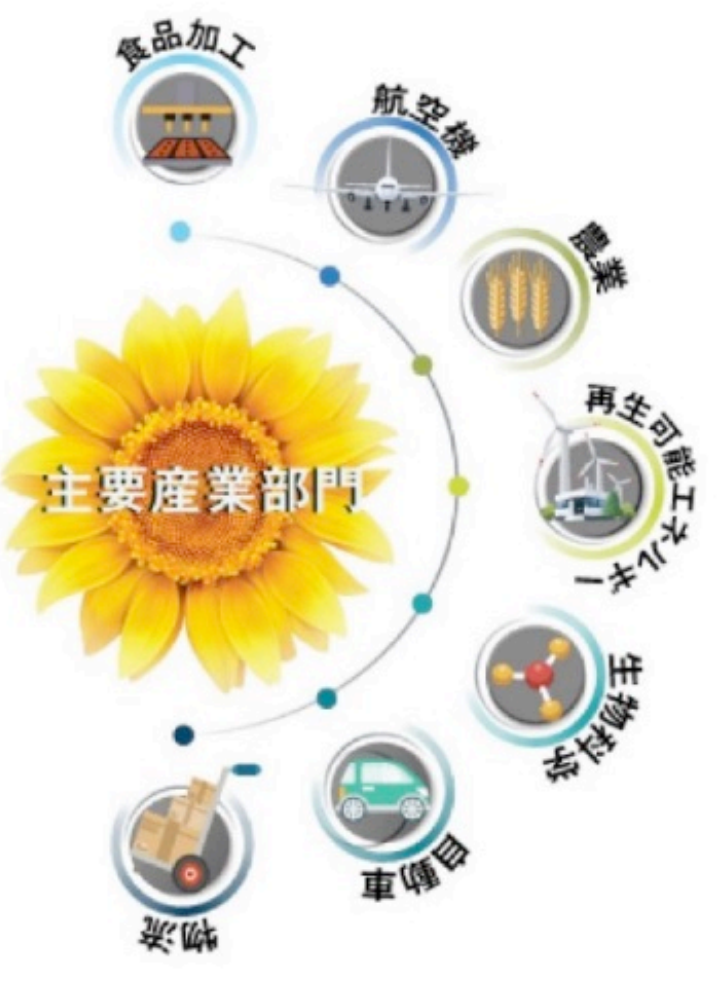 食品加工
航空機
農業
再生可能エネルギー
主要産業部門
生物科学
自動車
物流